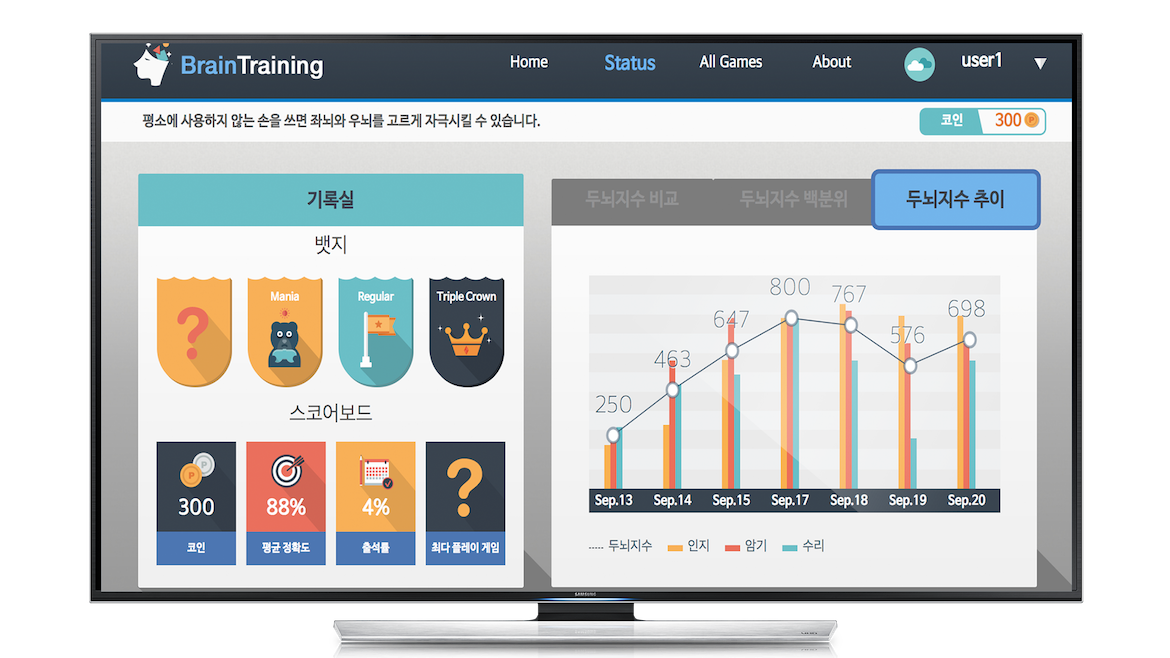 BrainTraining
Home Status All Games About user1 ▼
평소에 사용하지 않는 손을 쓰면 좌뇌와 우뇌를 고르게 자극시킬 수 있습니다.
코인 300 P
기록실
뱃지
?
Mania
Regular
Triple Crown
스코어보드
P P
300
코인
88%
평균 정확도
4%
출석률
?
최다 플레이 게임
두뇌지수 비교 두뇌지수 백분위 두뇌지수 추이
250 463 647 800 767 576 698
Sep.13 Sep.14 Sep.15 Sep.17 Sep.18 Sep.19 Sep.20
두뇌지수 인지 암기 수리
SAMSUNG